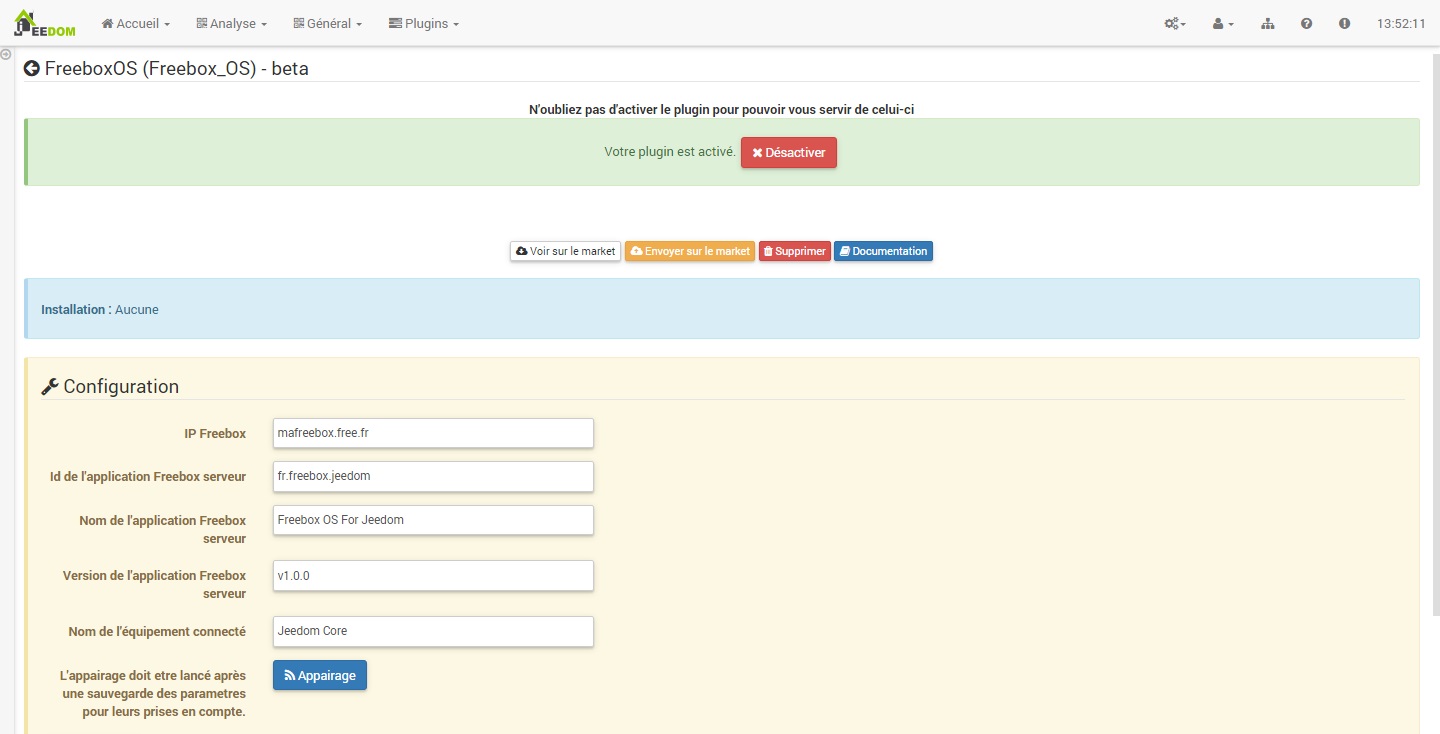 JEEDOM Accueil Analyse Général Plugins 13:52:11
FreeboxOS (Freebox_OS) - beta
N'oubliez pas d'activer le plugin pour pouvoir vous servir de celui-ci
Votre plugin est activé. Désactiver
Voir sur le market Envoyer sur le market Supprimer Documentation
Installation : Aucune
Configuration
IP Freebox mafreebox.free.fr
Id de l'application Freebox serveur fr.freebox.jeedom
Nom de l'application Freebox
serveur
Freebox OS For Jeedom
Version de l'application Freebox
serveur
v1.0.0
Nom de l'équipement connecté Jeedom Core
L'appairage doit etre lancé après
une sauvegarde des parametres
pour leurs prises en compte.
Appairage